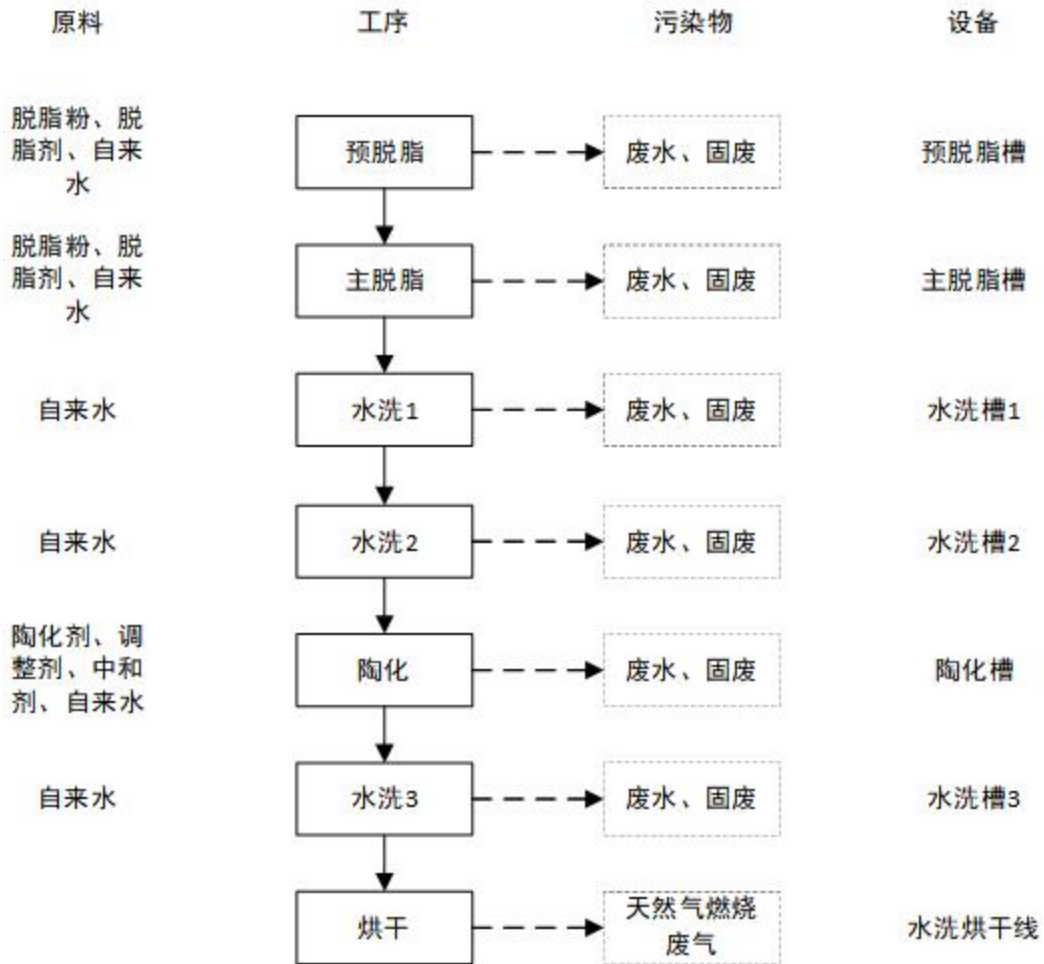 原料 工序 污染物 设备
脱脂粉、脱
脂剂、自来
水
预脱脂
废水、固废
预脱脂槽
脱脂粉、脱
脂剂、自来
水
主脱脂
废水、固废
主脱脂槽
自来水
水洗1
废水、固废
水洗槽1
自来水
水洗2
废水、固废
水洗槽2
陶化剂、调
整剂、中和
剂、自来水
陶化
废水、固废
陶化槽
自来水
水洗3
废水、固废
水洗槽3
烘干
天然气燃烧
废气
水洗烘干线